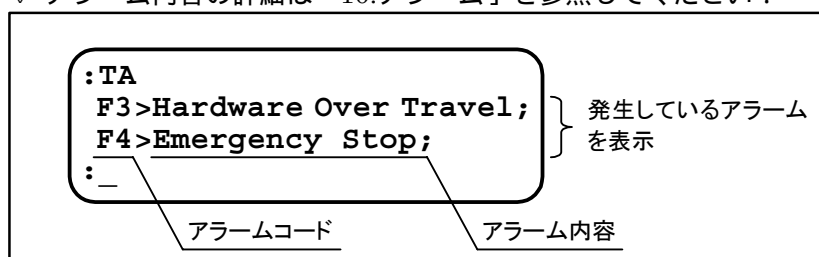 アラーム内容の詳細は「10.アラーム」を参照してください.
:TA
F3>Hardware Over Travel;
F4>Emergency Stop;
:_
発生しているアラーム
を表示
アラームコード
アラーム内容